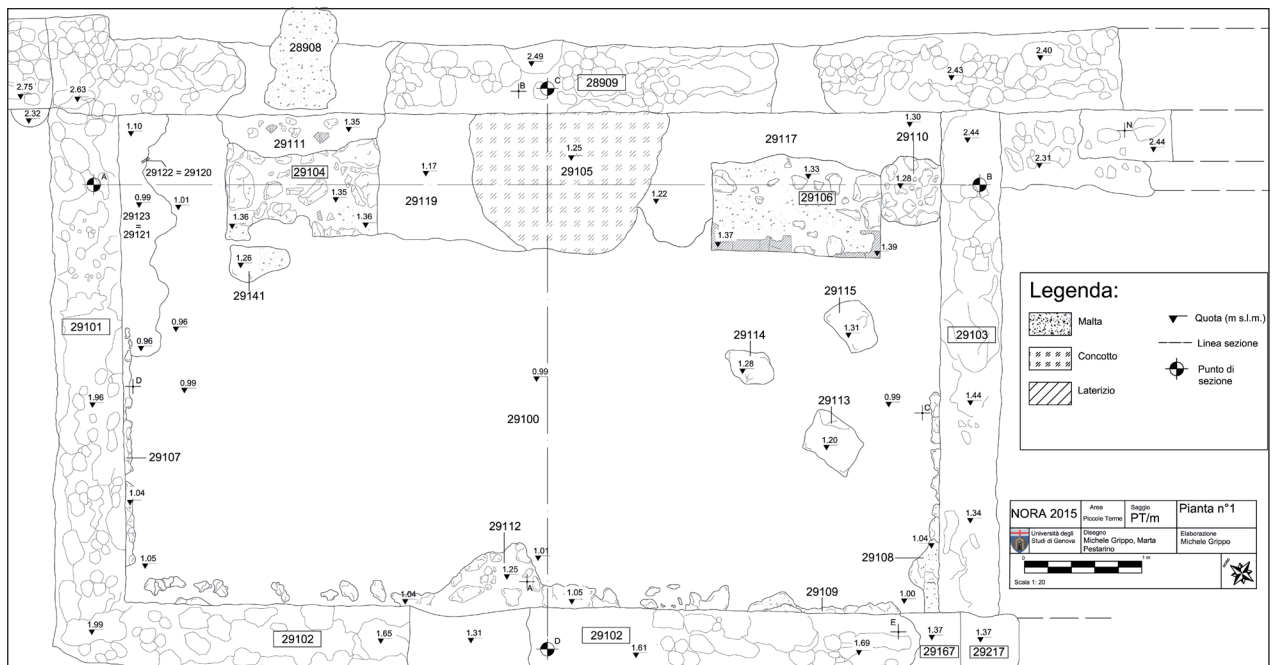 28908
2.49
B
C
28909
2.40
2.43
2.75
2.63
2.32
1.10
1.35
29111
1.25
29105
29117
1.30
29110
2.44
N
2.44
2.31
A
29122 = 29120
29104
1.17
1.33
1.28
B
0.99
1.01
1.35
29119
1.22
29106
29123
=
29121
1.36
1.36
1.37
1.39
1.26
29141
29115
29101
1.31
29103
0.96
0.96
29114
1.28
D
0.99
0.99
29113
0.99
C
1.96
1.44
29100
1.20
29107
1.04
1.34
29112
1.04
1.05
1.01
29108
1.25
A
1.04
1.05
29109
1.00
1.99
29102
1.65
1.31
D
29102
1.61
1.69
E
1.37
29167
1.37
29217
Legenda:
Malta
Concotto
Laterizio
Quota (m s.l.m.)
Linea sezione
Punto di
sezione
NORA 2015
Area
Piccole Terme
Saggio
PT/m
Pianta n°1
Università degli
Studi di Genova
Disegno
Michele Grippo, Marta
Pestarino
Elaborazione
Michele Grippo
0
1 m
Scala 1: 20